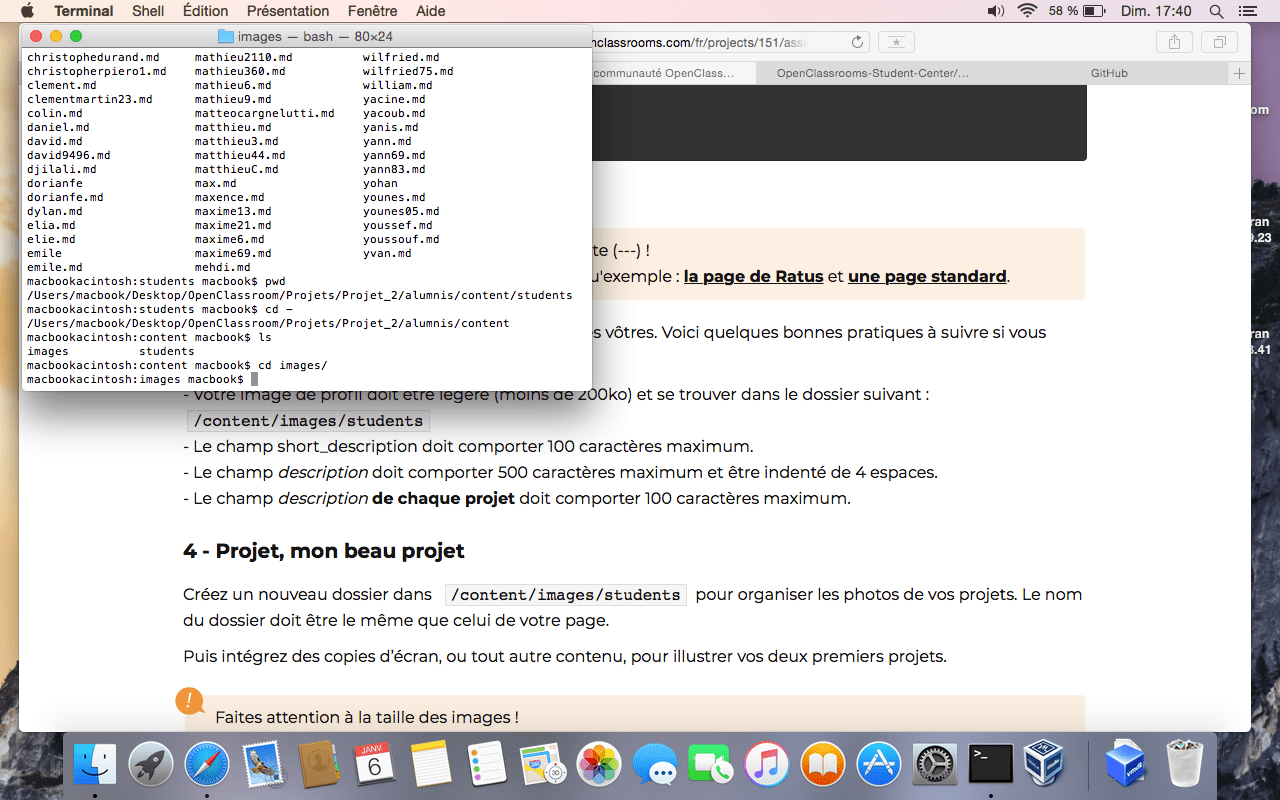 Terminal Shell Édition Présentation Fenêtre Aide 58 % Dim. 17:40
images — bash — 80×24
christophedurand.md mathieu2110.md wilfried.md
christopherpiero1.md mathieu360.md wilfried75.md
clement.md mathieu6.md william.md
clementmartin23.md mathieu9.md yacine.md
colin.md matteocargnelutti.md yacoub.md
daniel.md matthieu.md yanis.md
david.md matthieu3.md yann.md
david9496.md matthieu44.md yann69.md
djilali.md matthieuC.md yann83.md
dorianfe max.md yohan
dorianfe.md maxence.md younes.md
dylan.md maxime13.md younes05.md
elia.md maxime21.md youssef.md
elie.md maxime6.md youssouf.md
emile maxime69.md yvan.md
emile.md mehdi.md
macbookacintosh:students macbook$ pwd
/Users/macbook/Desktop/OpenClassroom/Projets/Projet_2/alumnis/content/students
macbookacintosh:students macbook$ cd -
/Users/macbook/Desktop/OpenClassroom/Projets/Projet_2/alumnis/content
macbookacintosh:content macbook$ ls
images students
macbookacintosh:content macbook$ cd images/
macbookacintosh:images macbook$
nclassrooms.com/fr/projects/151/assi
communauté OpenClass... OpenClassrooms-Student-Center/... GitHub
om
ran
9.23
ran
3.41
te (---) !
u'exemple : la page de Ratus et une page standard.
s vôtres. Voici quelques bonnes pratiques à suivre si vous
- Votre image de profil doit être légère (moins de 200ko) et se trouver dans le dossier suivant :
/content/images/students
- Le champ short_description doit comporter 100 caractères maximum.
- Le champ description doit comporter 500 caractères maximum et être indenté de 4 espaces.
- Le champ description de chaque projet doit comporter 100 caractères maximum.
4 - Projet, mon beau projet
Créez un nouveau dossier dans /content/images/students pour organiser les photos de vos projets. Le nom
du dossier doit être le même que celui de votre page.
Puis intégrez des copies d'écran, ou tout autre contenu, pour illustrer vos deux premiers projets.
Faites attention à la taille des images !
JANV
6
3D
vmdk